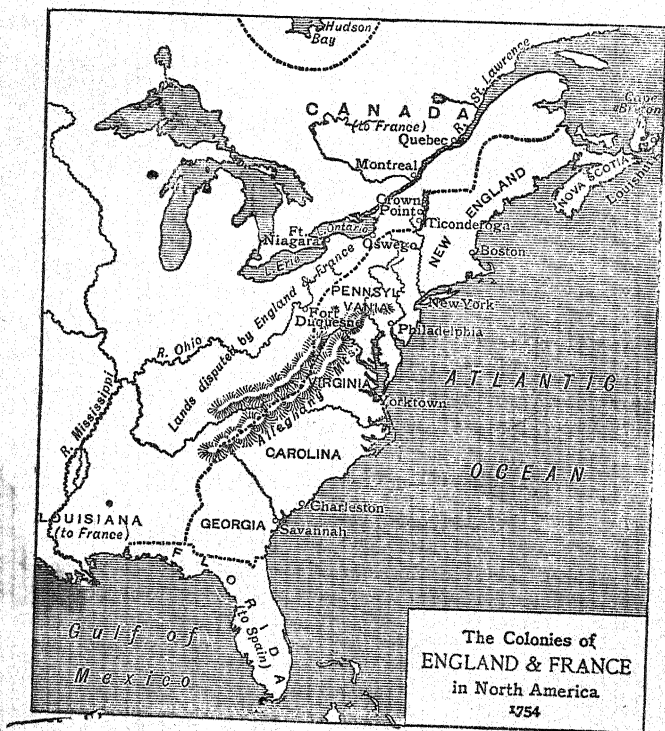 Hudson
Bay
CANADA
(to France)
R. St. Lawrence
Quebec
Montreal
Cape
Breton
NOVA SCOTIA
Louisburg
Crown
Point
Ticonderoga
NEW ENGLAND
Boston
Ft.
Niagara
L. Ontario
Oswego
L. Erie
Lands disputed by England & France
PENNSYL
VANIA
New York
Fort
Duquesne
Philadelphia
R. Ohio
R. Mississippi
Alleghany Mts
VIRGINIA
Yorktown
ATLANTIC
OCEAN
CAROLINA
Charleston
GEORGIA
Savannah
LOUISIANA
(to France)
FLORIDA
(to Spain)
Gulf of
Mexico
The Colonies of
ENGLAND & FRANCE
in North America
1754